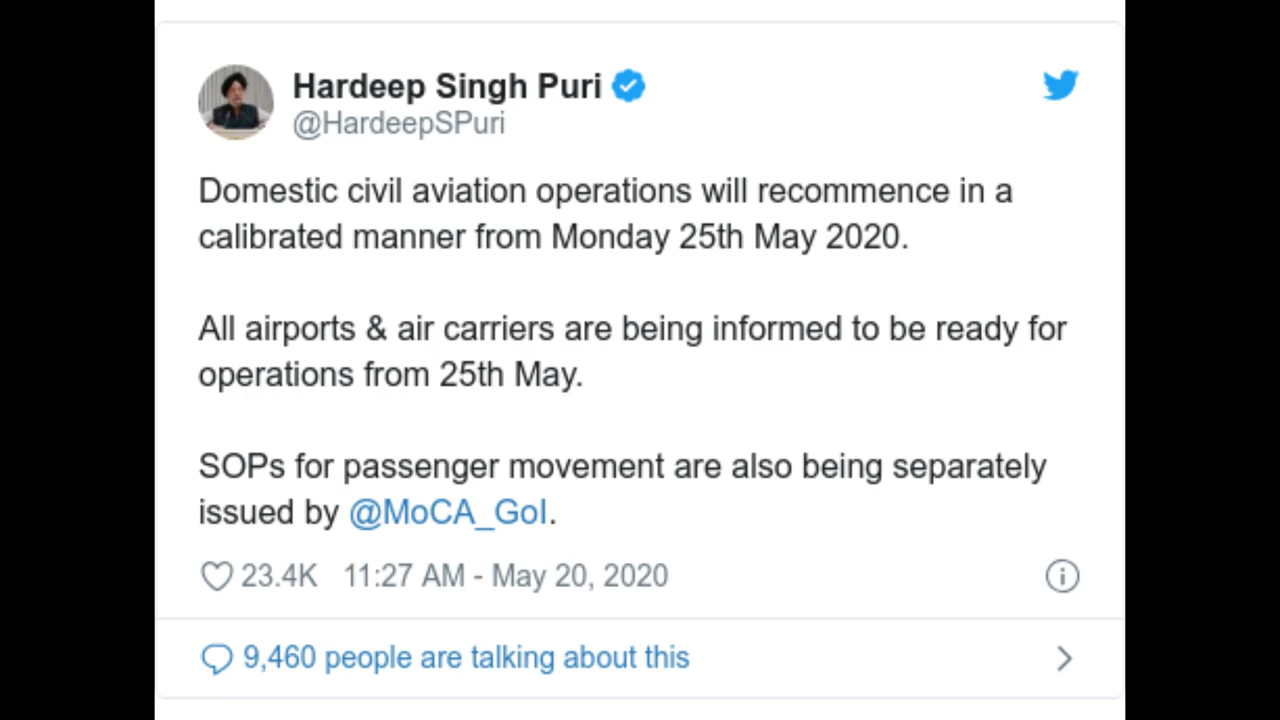 Hardeep Singh Puri
@HardeepSPuri
Domestic civil aviation operations will recommence in a
calibrated manner from Monday 25th May 2020.
All airports & air carriers are being informed to be ready for
operations from 25th May.
SOPs for passenger movement are also being separately
issued by @MoCA_GoI.
23.4K 11:27 AM - May 20, 2020
9,460 people are talking about this